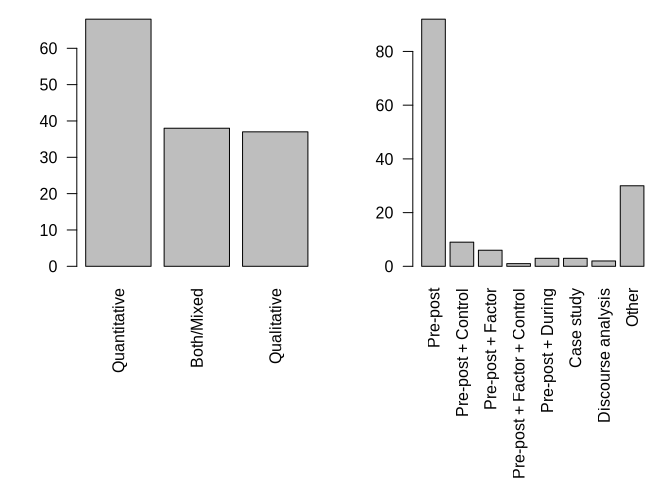 60
50
40
30
20
10
0
Quantitative
Both/Mixed
Qualitative
80
60
40
20
0
Pre-post
Pre-post + Control
Pre-post + Factor
Pre-post + Factor + Control
Pre-post + During
Case study
Discourse analysis
Other